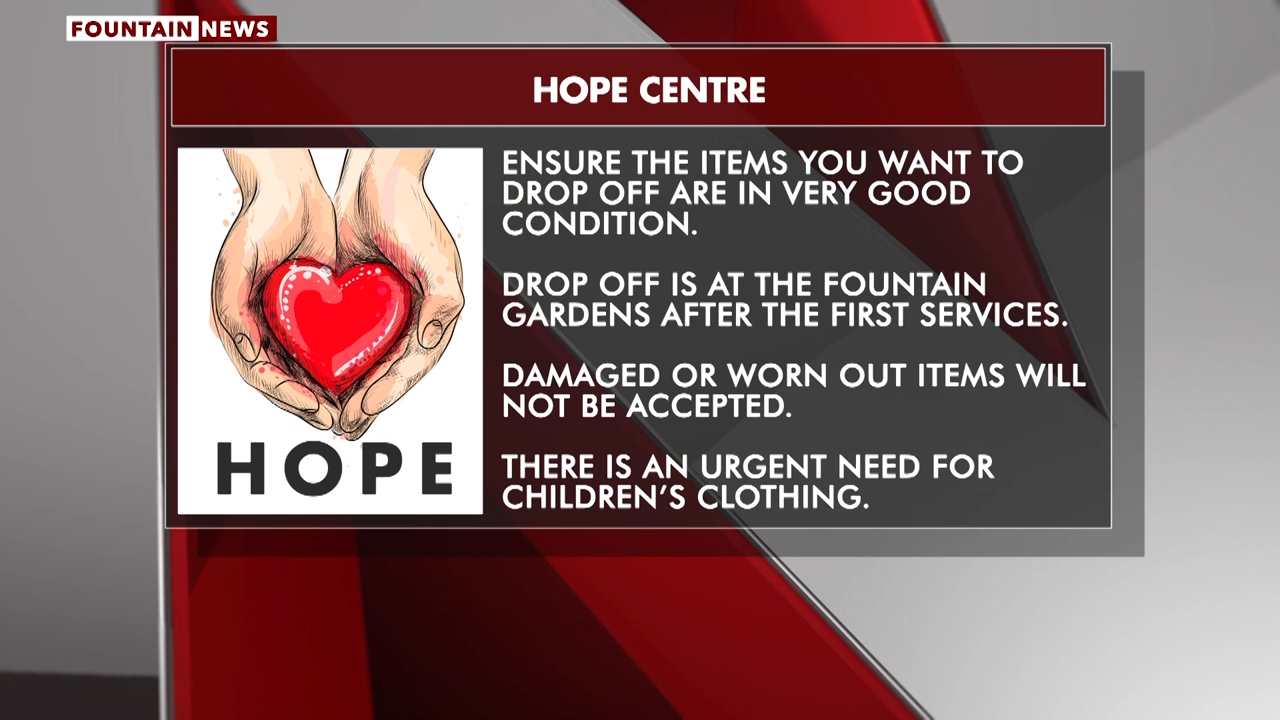 FOUNTAIN NEWS
HOPE CENTRE
ENSURE THE ITEMS YOU WANT TO
DROP OFF ARE IN VERY GOOD
CONDITION.
DROP OFF IS AT THE FOUNTAIN
GARDENS AFTER THE FIRST SERVICES.
DAMAGED OR WORN OUT ITEMS WILL
NOT BE ACCEPTED.
THERE IS AN URGENT NEED FOR
CHILDREN'S CLOTHING.
HOPE